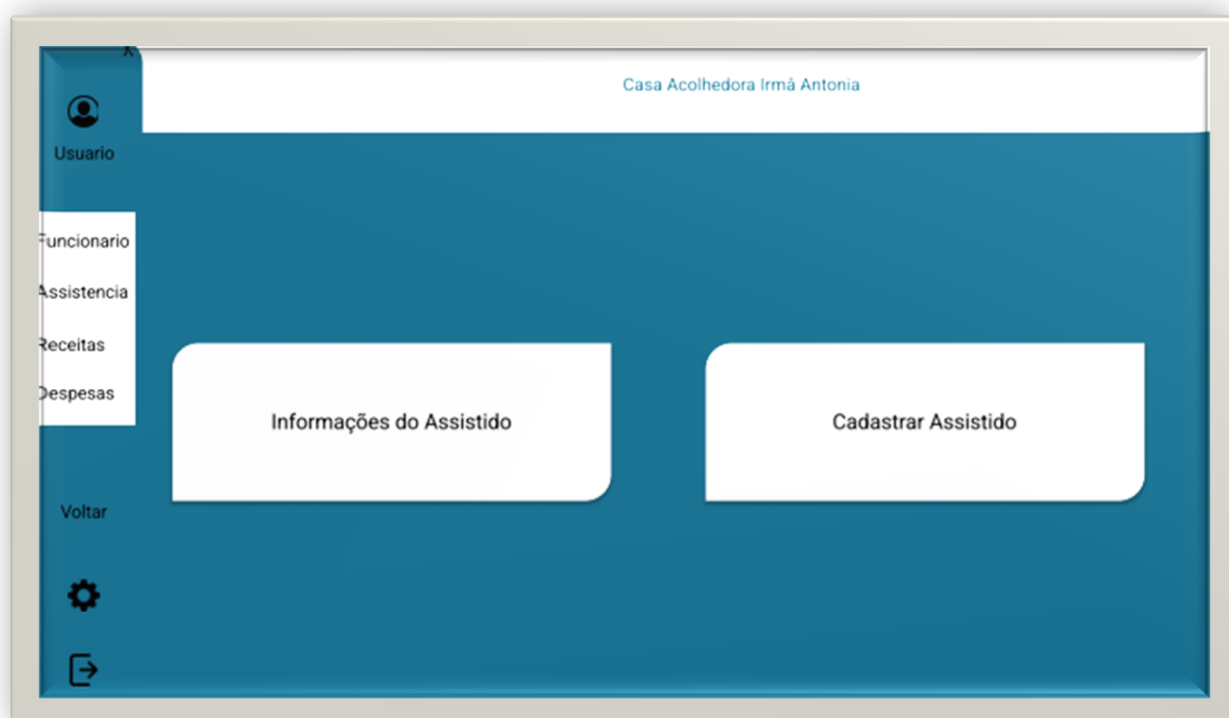 X
Casa Acolhedora Irmã Antonia
Usuario
Funcionario
Assistencia
Receitas
Despesas
Informações do Assistido
Cadastrar Assistido
Voltar